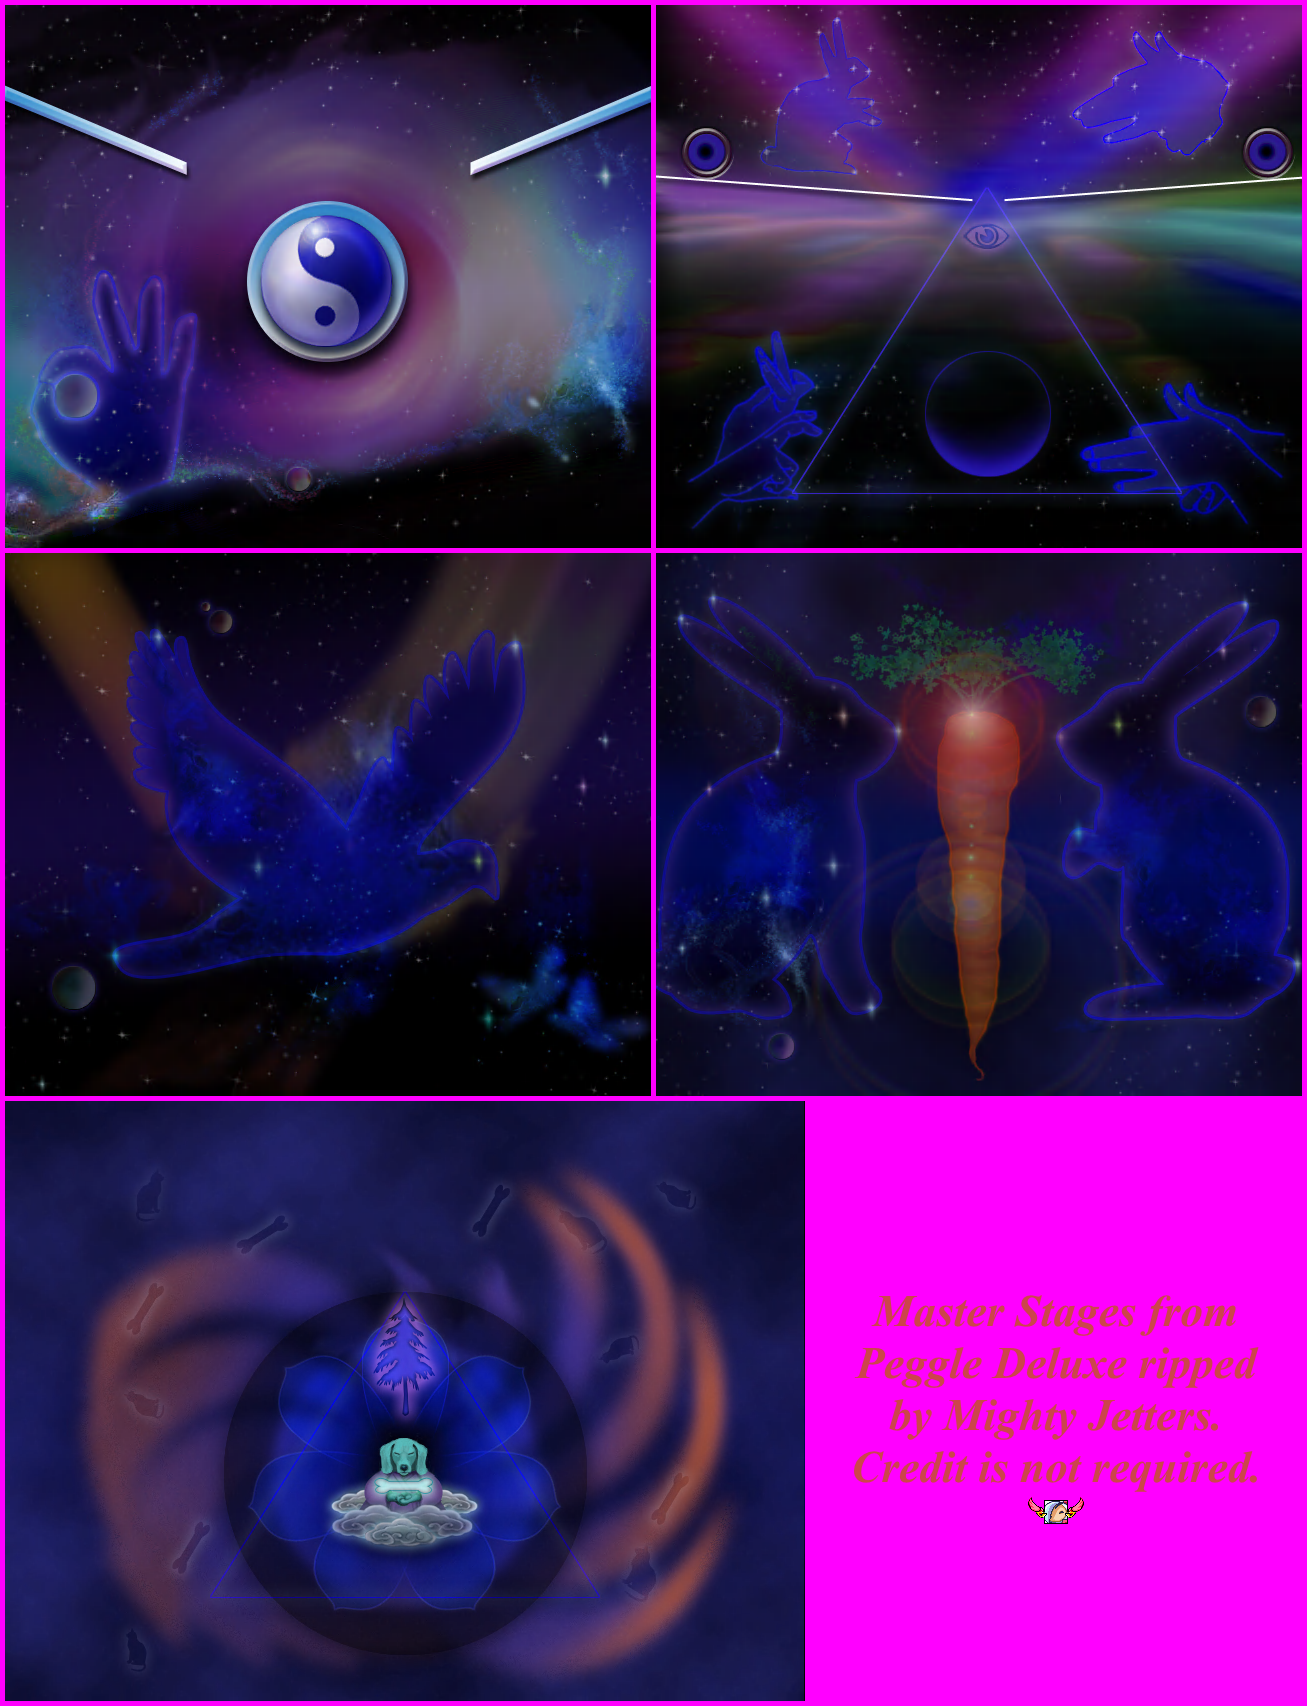 Master Stages from
Peggle Deluxe ripped
by Mighty Jetters.
Credit is not required.